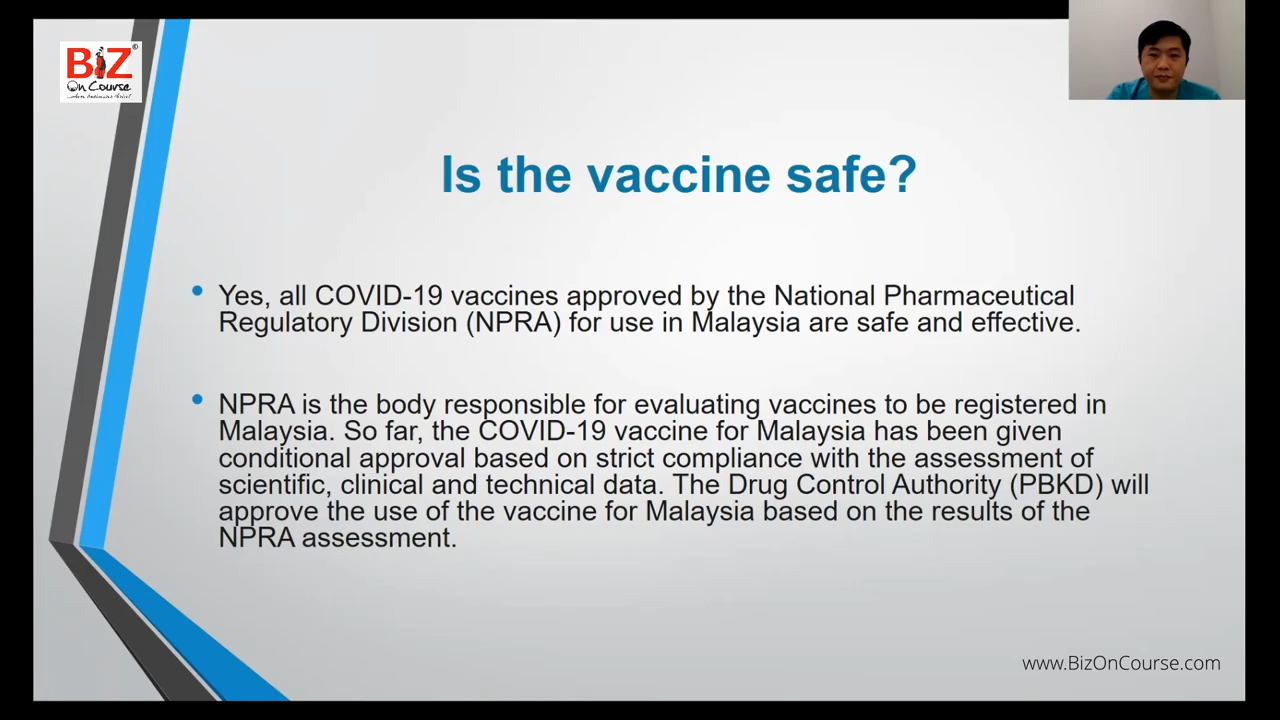 BIZ
On Course
Is the vaccine safe?
Yes, all COVID-19 vaccines approved by the National Pharmaceutical
Regulatory Division (NPRA) for use in Malaysia are safe and effective.
NPRA is the body responsible for evaluating vaccines to be registered in
Malaysia. So far, the COVID-19 vaccine for Malaysia has been given
conditional approval based on strict compliance with the assessment of
scientific, clinical and technical data. The Drug Control Authority (PBKD) will
approve the use of the vaccine for Malaysia based on the results of the
NPRA assessment.
www.BizOnCourse.com